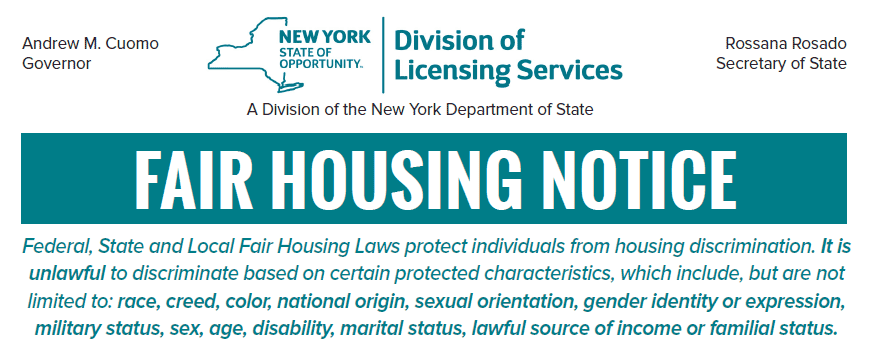 Andrew M. Cuomo
Governor
NEW YORK
STATE OF
OPPORTUNITY.
Division of
Licensing Services
Rossana Rosado
Secretary of State
A Division of the New York Department of State
FAIR HOUSING NOTICE
Federal, State and Local Fair Housing Laws protect individuals from housing discrimination. It is
unlawful to discriminate based on certain protected characteristics, which include, but are not
limited to: race, creed, color, national origin, sexual orientation, gender identity or expression,
military status, sex, age, disability, marital status, lawful source of income or familial status.